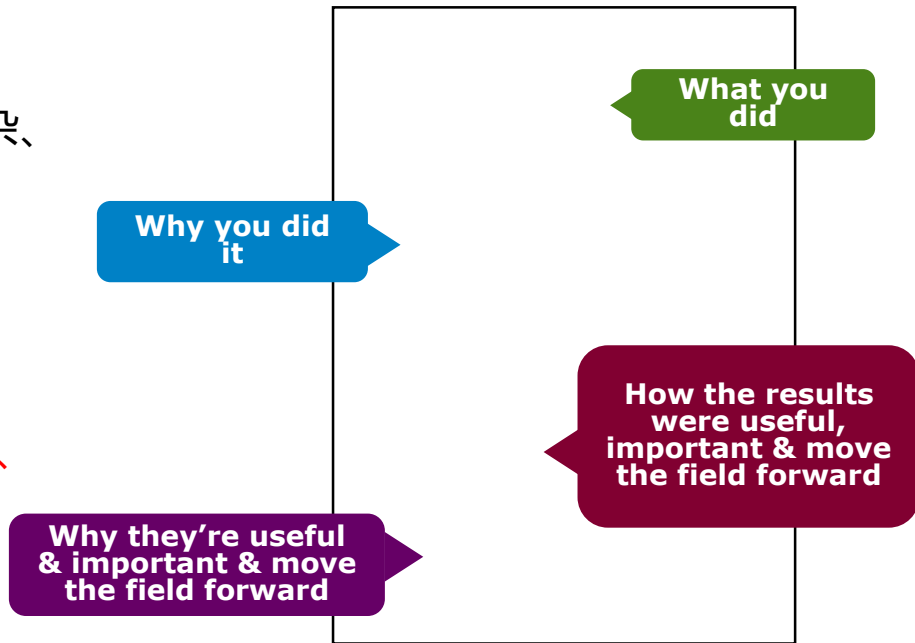 What you
did
Why you did
it
How the results
were useful,
important & move
the field forward
Why they’re useful
& important & move
the field forward